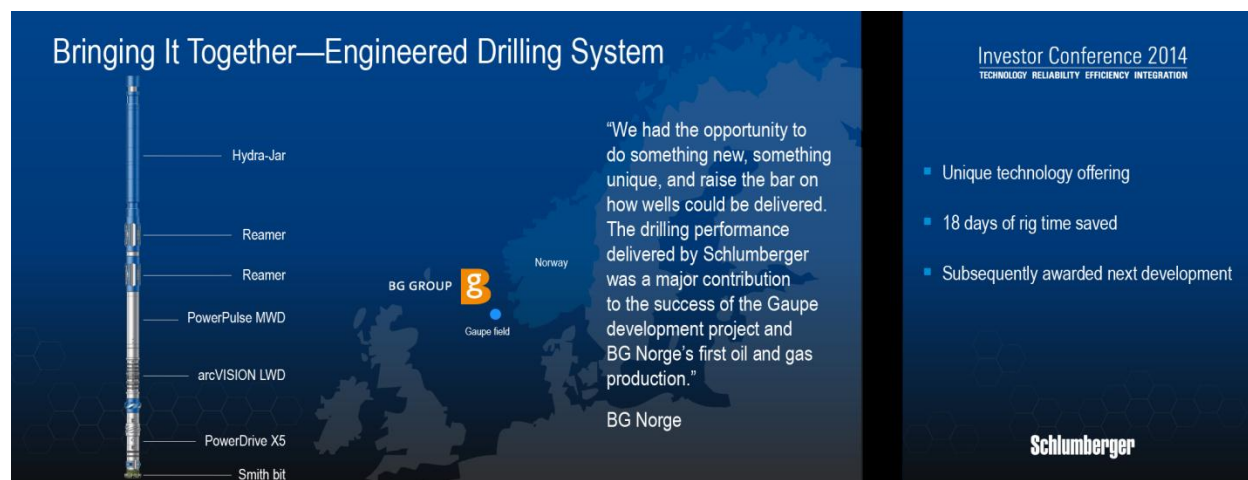 Bringing It Together—Engineered Drilling System
Hydra-Jar
Reamer
Reamer
PowerPulse MWD
arcVISION LWD
PowerDrive X5
Smith bit
BG GROUP
g
Gaupe field
Norway
“We had the opportunity to
do something new, something
unique, and raise the bar on
how wells could be delivered.
The drilling performance
delivered by Schlumberger
was a major contribution
to the success of the Gaupe
development project and
BG Norge’s first oil and gas
production.”
BG Norge
Investor Conference 2014
TECHNOLOGY RELIABILITY EFFICIENCY INTEGRATION
Unique technology offering
18 days of rig time saved
Subsequently awarded next development
Schlumberger